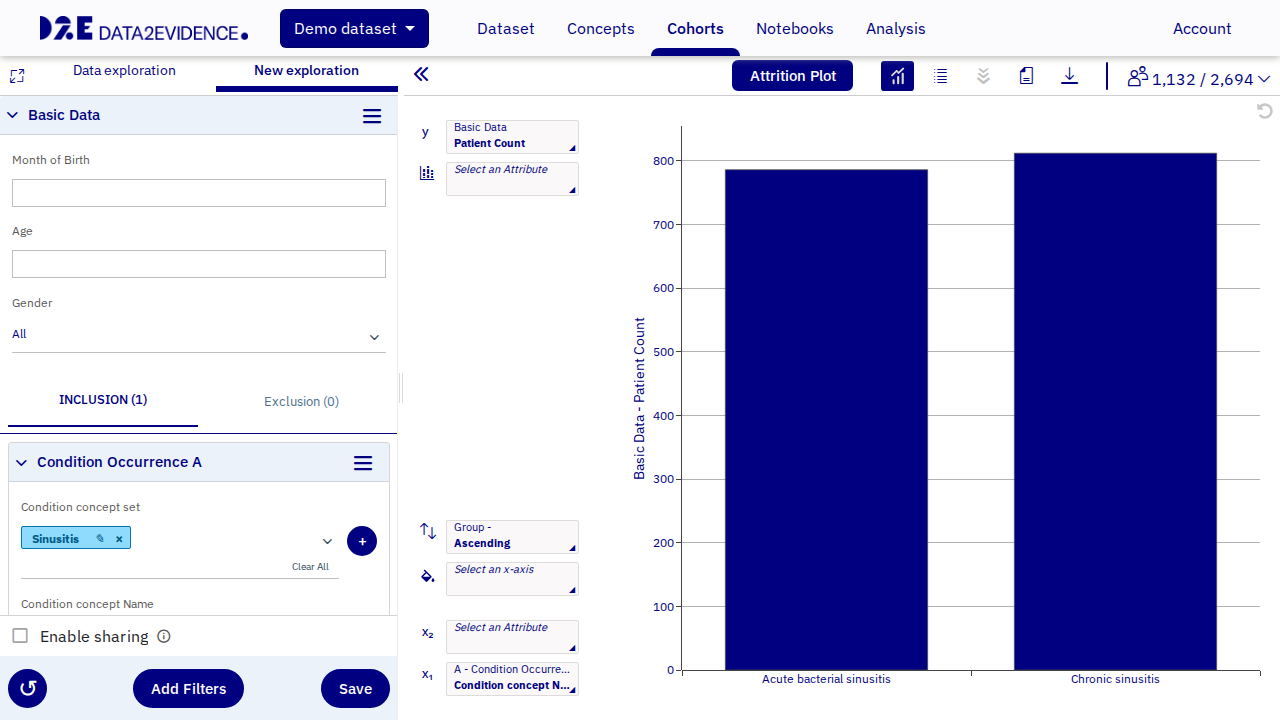 DATA2EVIDENCE
Demo dataset
Dataset
Concepts
Cohorts
Notebooks
Analysis
Account
Data exploration
New exploration
Attrition Plot
1,132 / 2,694
Basic Data
Month of Birth
Age
Gender
All
INCLUSION (1)
Exclusion (0)
Condition Occurrence A
Condition concept set
Sinusitis ✎ ×
+
Clear All
Condition concept Name
Enable sharing
Add Filters
Save
y
Basic Data
Patient Count
Select an Attribute
Group -
Ascending
Select an x-axis
x₂
Select an Attribute
x₁
A - Condition Occurre...
Condition concept N...
Basic Data - Patient Count
800
700
600
500
400
300
200
100
0
Acute bacterial sinusitis
Chronic sinusitis